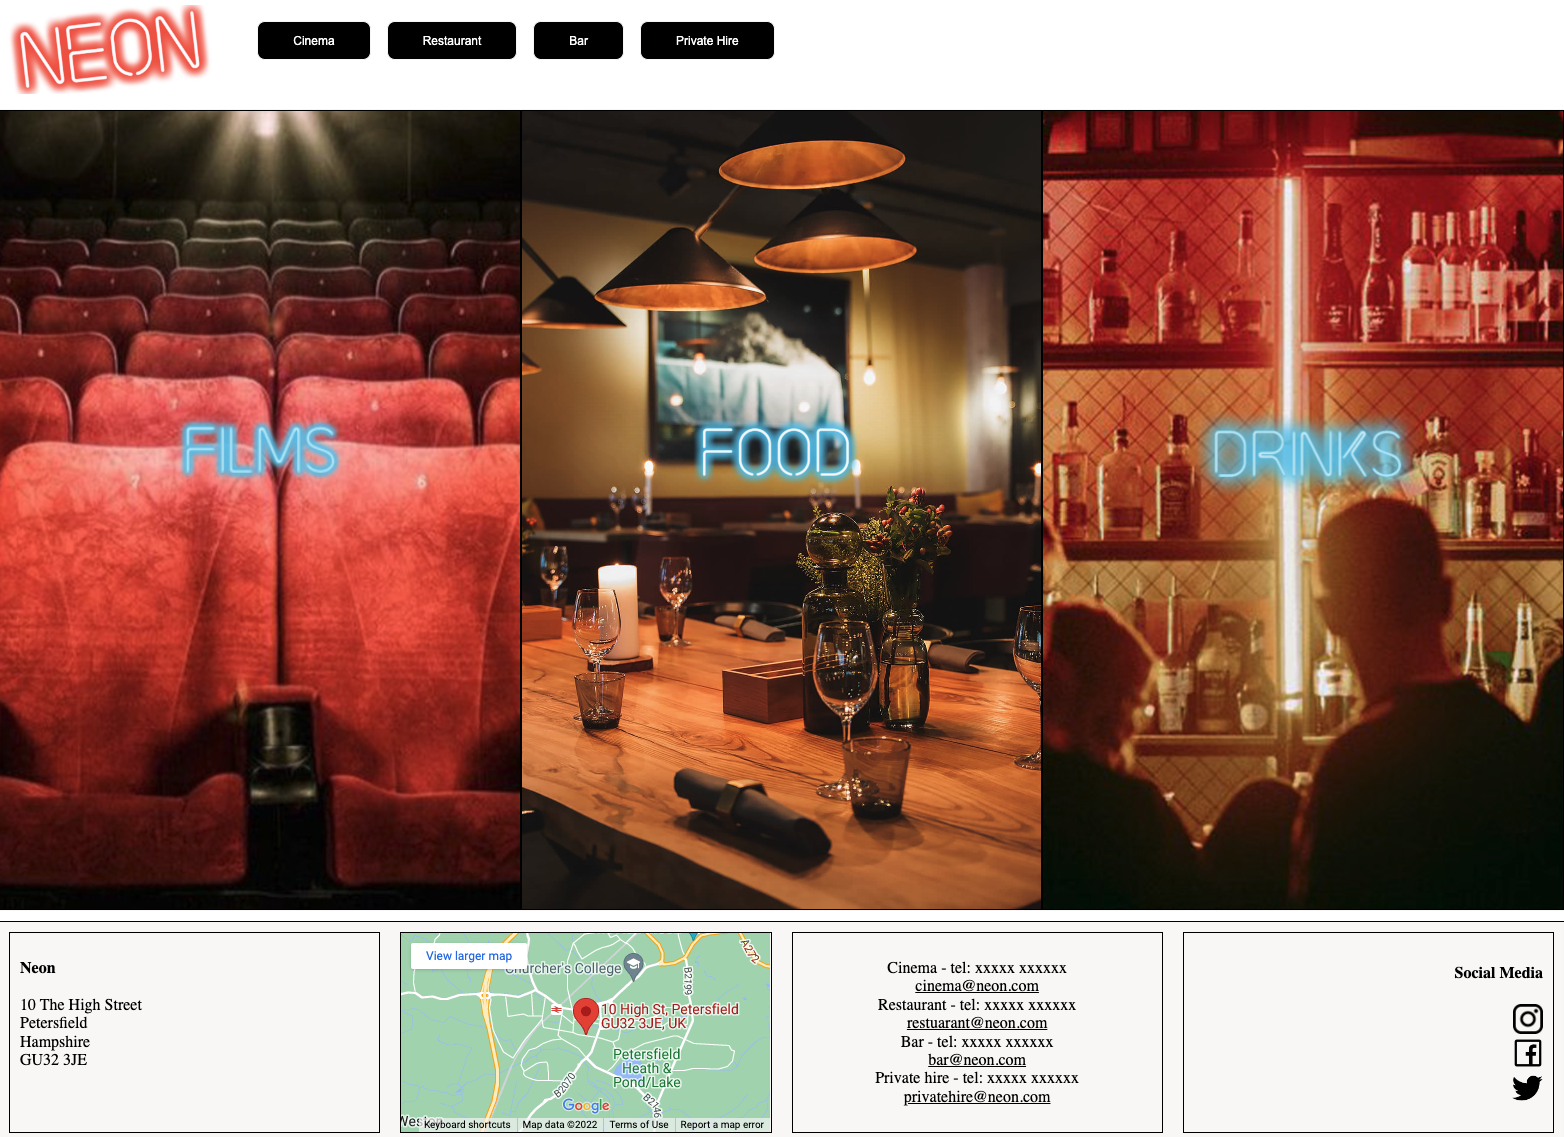 NEON
Cinema
Restaurant
Bar
Private Hire
FILMS
FOOD
DRINKS
7
6
Neon
10 The High Street
Petersfield
Hampshire
GU32 3JE
View larger map
Churcher's College
A272
B2199
10 High St, Petersfield
GU32 3JE, UK
Petersfield
Heath &
Pond/Lake
B2070
B2146
Google
Keyboard shortcuts
Map data ©2022
Terms of Use
Report a map error
Cinema - tel: xxxxx xxxxxx
cinema@neon.com
Restaurant - tel: xxxxx xxxxxx
restuarant@neon.com
Bar - tel: xxxxx xxxxxx
bar@neon.com
Private hire - tel: xxxxx xxxxxx
privatehire@neon.com
Social Media